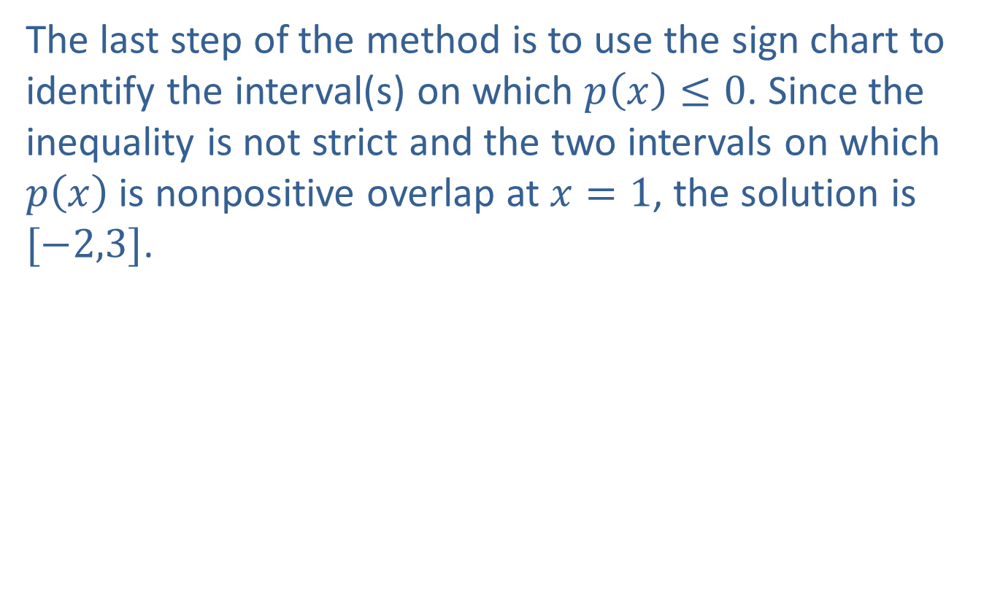 The last step of the method is to use the sign chart to
identify the interval(s) on which p(x) ≤ 0. Since the
inequality is not strict and the two intervals on which
p(x) is nonpositive overlap at x = 1, the solution is
[−2,3].